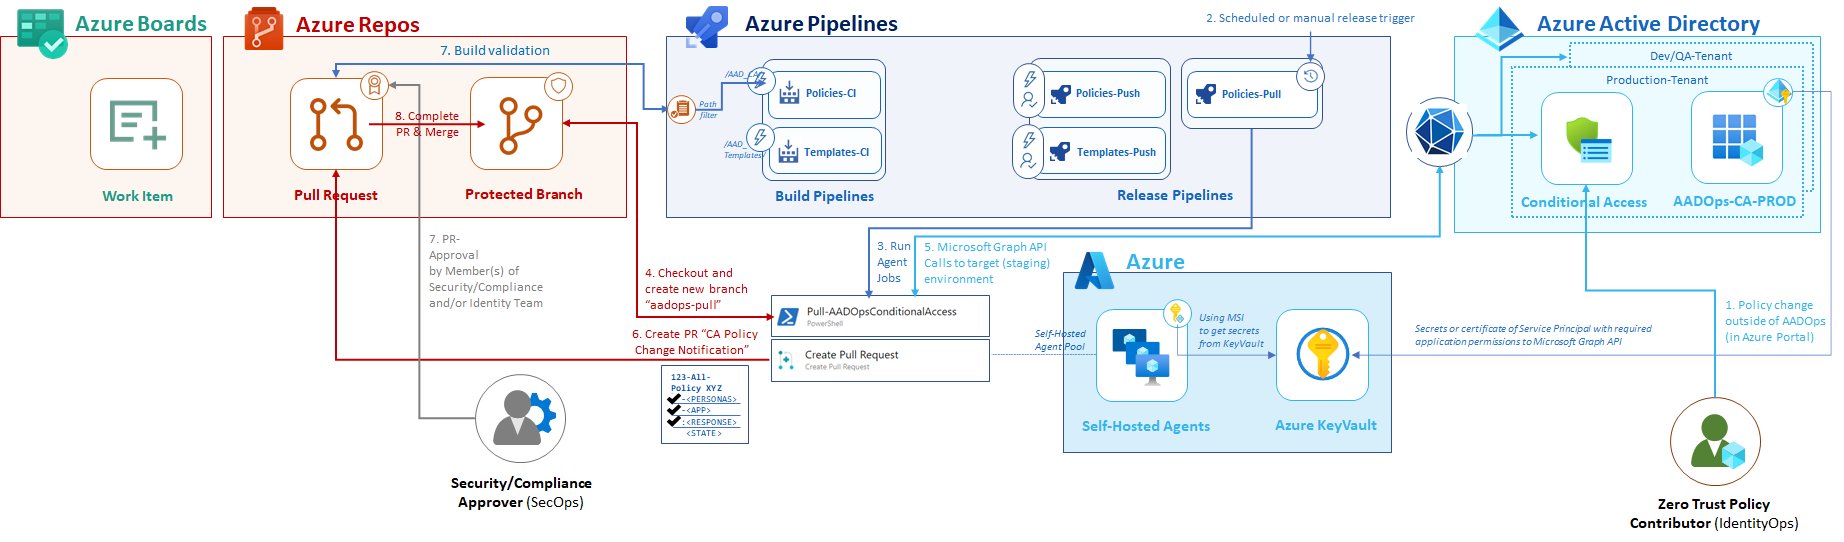 Azure Boards
Work Item
Azure Repos
7. Build validation
8. Complete
PR & Merge
Pull Request
Protected Branch
Azure Pipelines
2. Scheduled or manual release trigger
/AAD_CA
Path
filter
/AAD_
Templates/
Policies-CI
Templates-CI
Build Pipelines
Policies-Push
Templates-Push
Policies-Pull
Release Pipelines
Azure Active Directory
Dev/QA-Tenant
Production-Tenant
Conditional Access
AADOps-CA-PROD
7. PR-
Approval
by Member(s) of
Security/Compliance
and/or Identity Team
4. Checkout and
create new branch
“aadops-pull”
6. Create PR “CA Policy
Change Notification”
3. Run
Agent
Jobs
5. Microsoft Graph API
Calls to target (staging)
environment
Pull-AADOpsConditionalAccess
PowerShell
Create Pull Request
Create Pull Request
123-All-
Policy XYZ
-<PERSONAS>
-<APP>
:<RESPONSE>
<STATE>
Self-Hosted
Agent Pool
Azure
Using MSI
to get secrets
from KeyVault
Self-Hosted Agents
Azure KeyVault
Secrets or certificate of Service Principal with required
application permissions to Microsoft Graph API
1. Policy change
outside of AADOps
(in Azure Portal)
Security/Compliance
Approver (SecOps)
Zero Trust Policy
Contributor (IdentityOps)